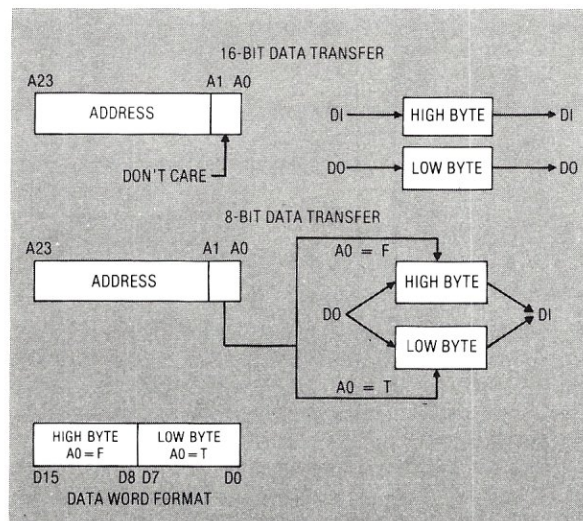 16-BIT DATA TRANSFER
A23 A1 A0
ADDRESS
DON'T CARE
DI HIGH BYTE DI
DO LOW BYTE DO
8-BIT DATA TRANSFER
A23 A1 A0
ADDRESS
A0 = F
HIGH BYTE
DO DI
LOW BYTE
A0 = T
HIGH BYTE LOW BYTE
A0 = F A0 = T
D15 D8 D7 D0
DATA WORD FORMAT